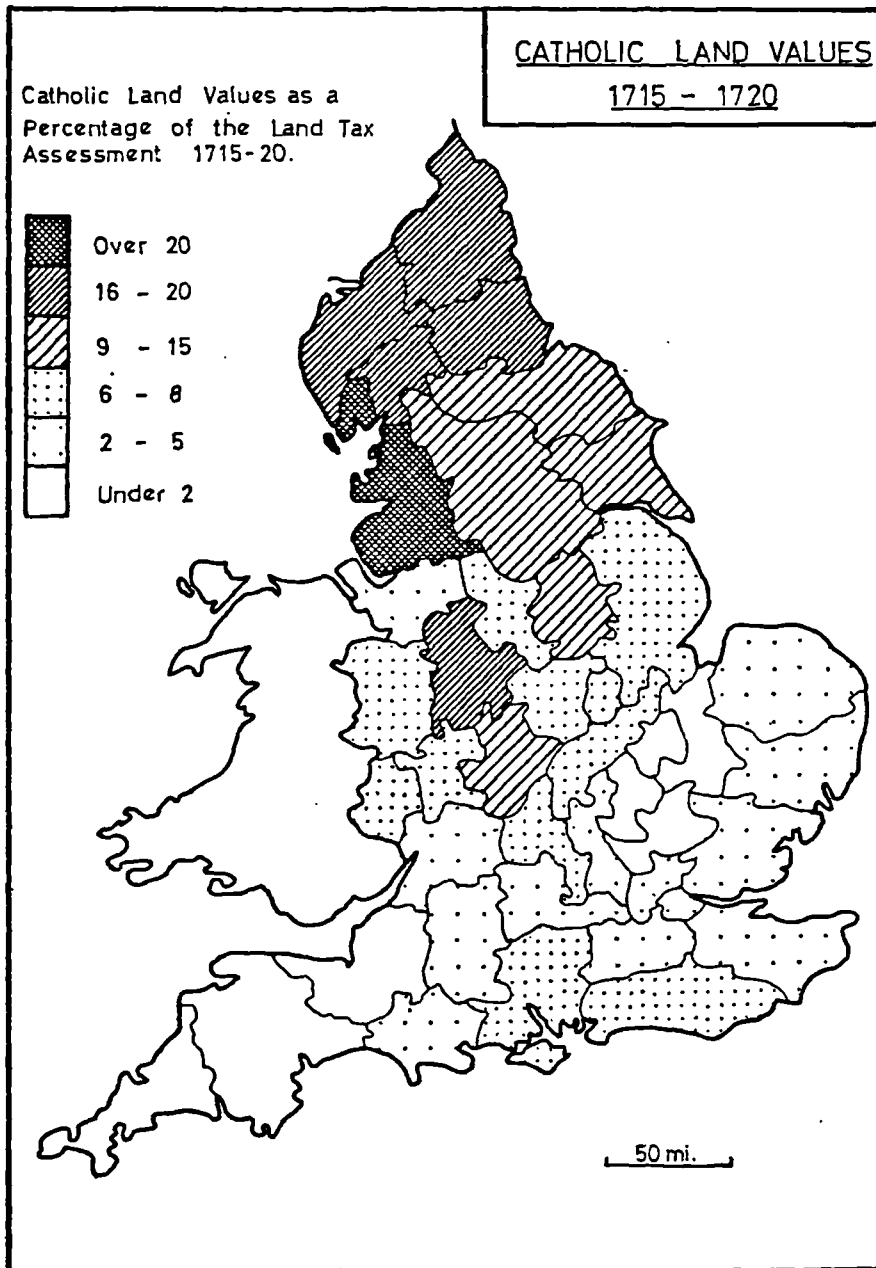 CATHOLIC LAND VALUES
1715 - 1720
Catholic Land Values as a
Percentage of the Land Tax
Assessment 1715-20.
Over 20
16 - 20
9 - 15
6 - 8
2 - 5
Under 2
50 mi.